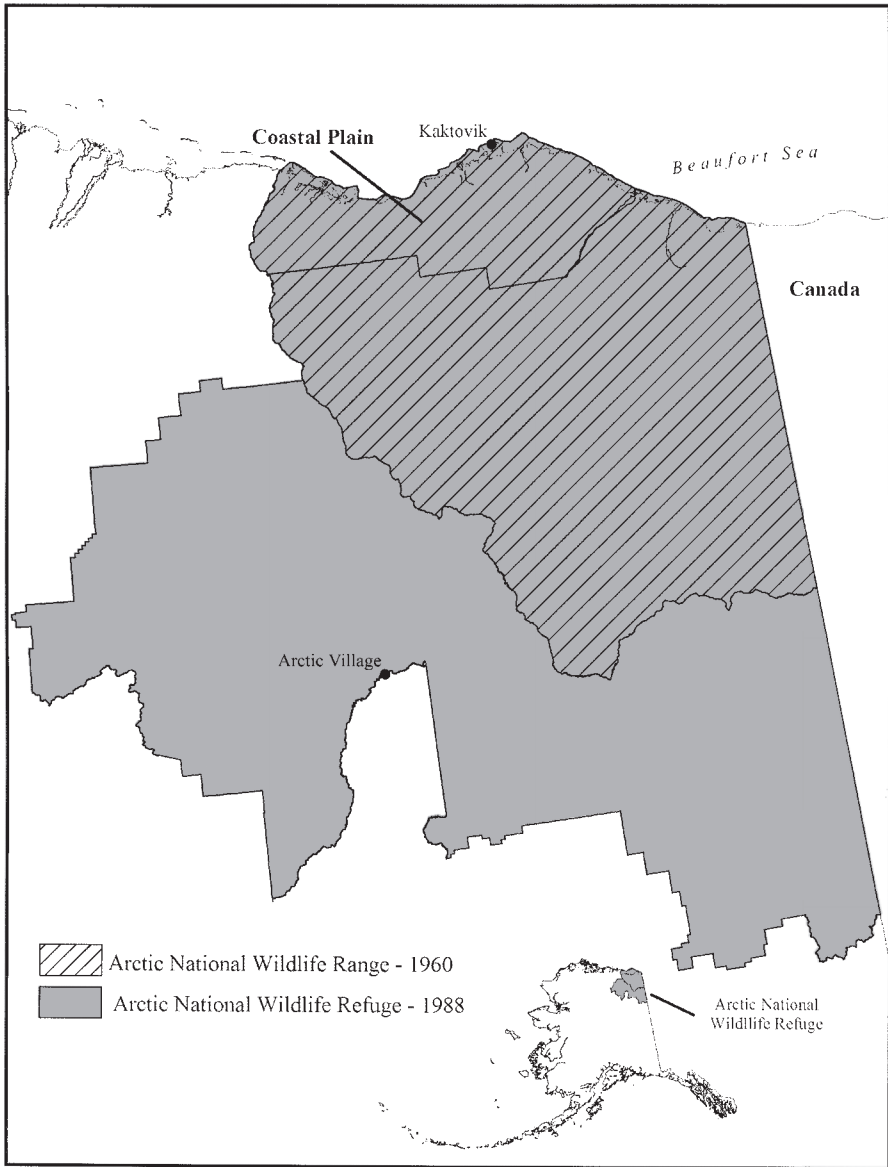 Kaktovik
Coastal Plain
Beaufort Sea
Canada
Arctic Village
Arctic National Wildlife Range - 1960
Arctic National Wildlife Refuge - 1988
Arctic National
Wildllife Refuge